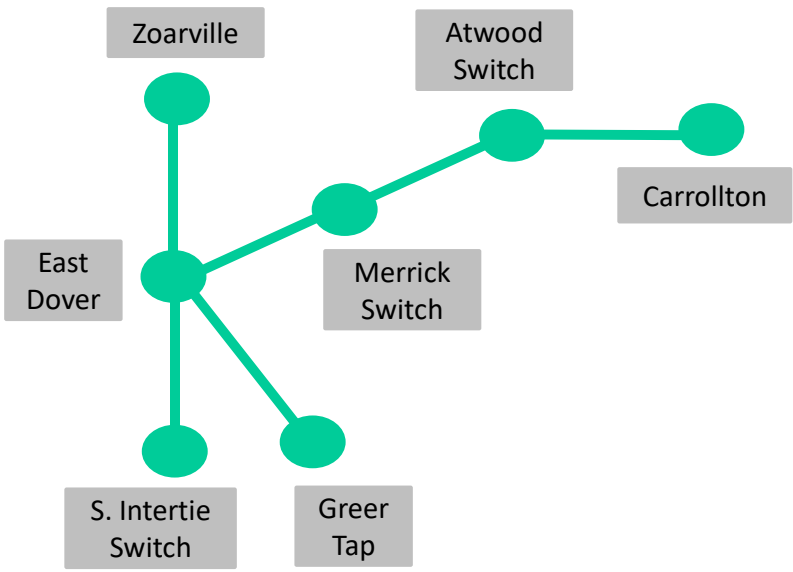 Zoarville
Atwood
Switch
Carrollton
East
Dover
Merrick
Switch
S. Intertie
Switch
Greer
Tap